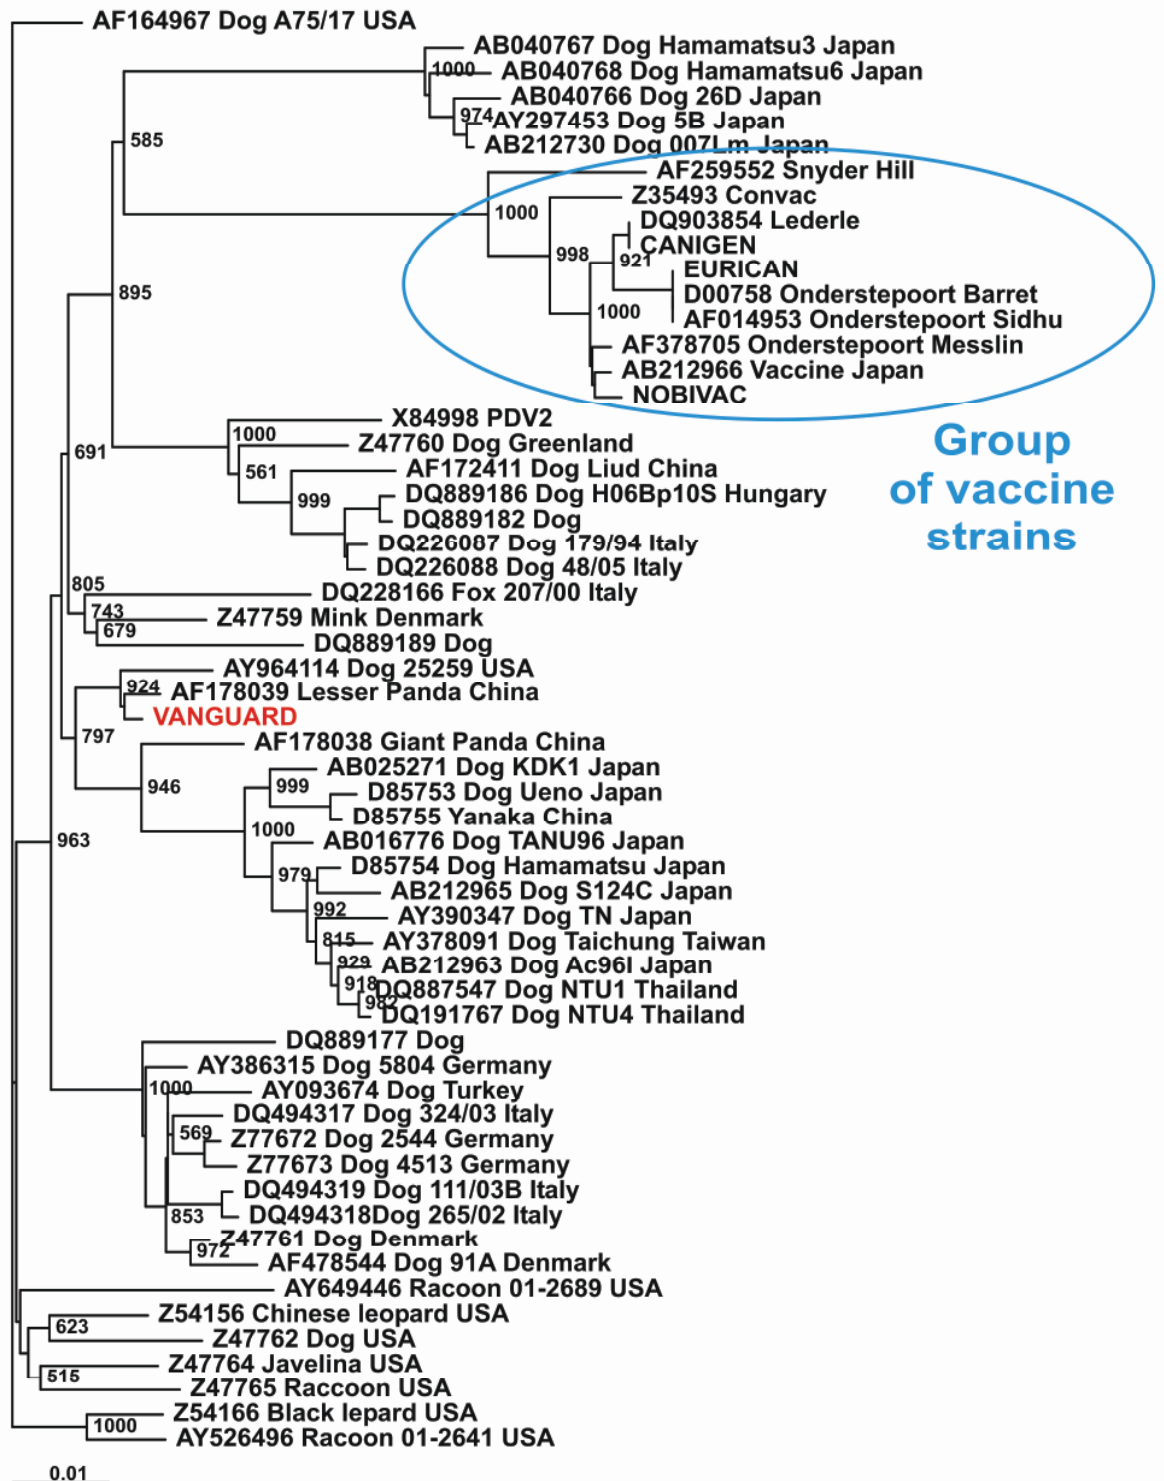 AF164967 Dog A75/17 USA
AB040767 Dog Hamamatsu3 Japan
1000
AB040768 Dog Hamamatsu6 Japan
AB040766 Dog 26D Japan
974
AY297453 Dog 5B Japan
585
AB212730 Dog 007Lm Japan
AF259552 Snyder Hill
Z35493 Convac
1000
DQ903854 Lederle
CANIGEN
998
921
EURICAN
895
D00758 Onderstepoort Barret
1000
AF014953 Onderstepoort Sidhu
AF378705 Onderstepoort Messlin
AB212966 Vaccine Japan
NOBIVAC
X84998 PDV2
1000
Z47760 Dog Greenland
691
561
AF172411 Dog Liud China
999
DQ889186 Dog H06Bp10S Hungary
DQ889182 Dog
DQ226087 Dog 179/94 Italy
DQ226088 Dog 48/05 Italy
Group
of vaccine
strains
805
DQ228166 Fox 207/00 Italy
743
Z47759 Mink Denmark
679
DQ889189 Dog
AY964114 Dog 25259 USA
924
AF178039 Lesser Panda China
VANGUARD
797
AF178038 Giant Panda China
AB025271 Dog KDK1 Japan
946
999
D85753 Dog Ueno Japan
D85755 Yanaka China
1000
963
AB016776 Dog TANU96 Japan
D85754 Dog Hamamatsu Japan
979
AB212965 Dog S124C Japan
992
AY390347 Dog TN Japan
815
AY378091 Dog Taichung Taiwan
929
AB212963 Dog Ac96I Japan
918
DQ887547 Dog NTU1 Thailand
982
DQ191767 Dog NTU4 Thailand
DQ889177 Dog
AY386315 Dog 5804 Germany
1000
AY093674 Dog Turkey
DQ494317 Dog 324/03 Italy
569
Z77672 Dog 2544 Germany
Z77673 Dog 4513 Germany
DQ494319 Dog 111/03B Italy
853
DQ494318Dog 265/02 Italy
Z47761 Dog Denmark
972
AF478544 Dog 91A Denmark
AY649446 Racoon 01-2689 USA
Z54156 Chinese leopard USA
623
Z47762 Dog USA
Z47764 Javelina USA
515
Z47765 Raccoon USA
Z54166 Black lepard USA
1000
AY526496 Racoon 01-2641 USA
0.01